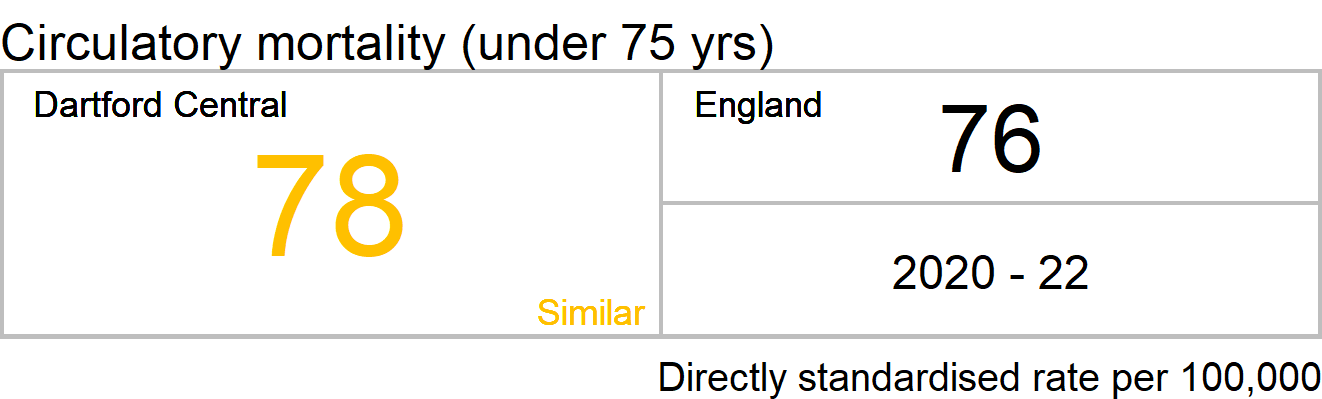 Circulatory mortality (under 75 yrs)
Dartford Central
78
Similar
England
76
2020 - 22
Directly standardised rate per 100,000